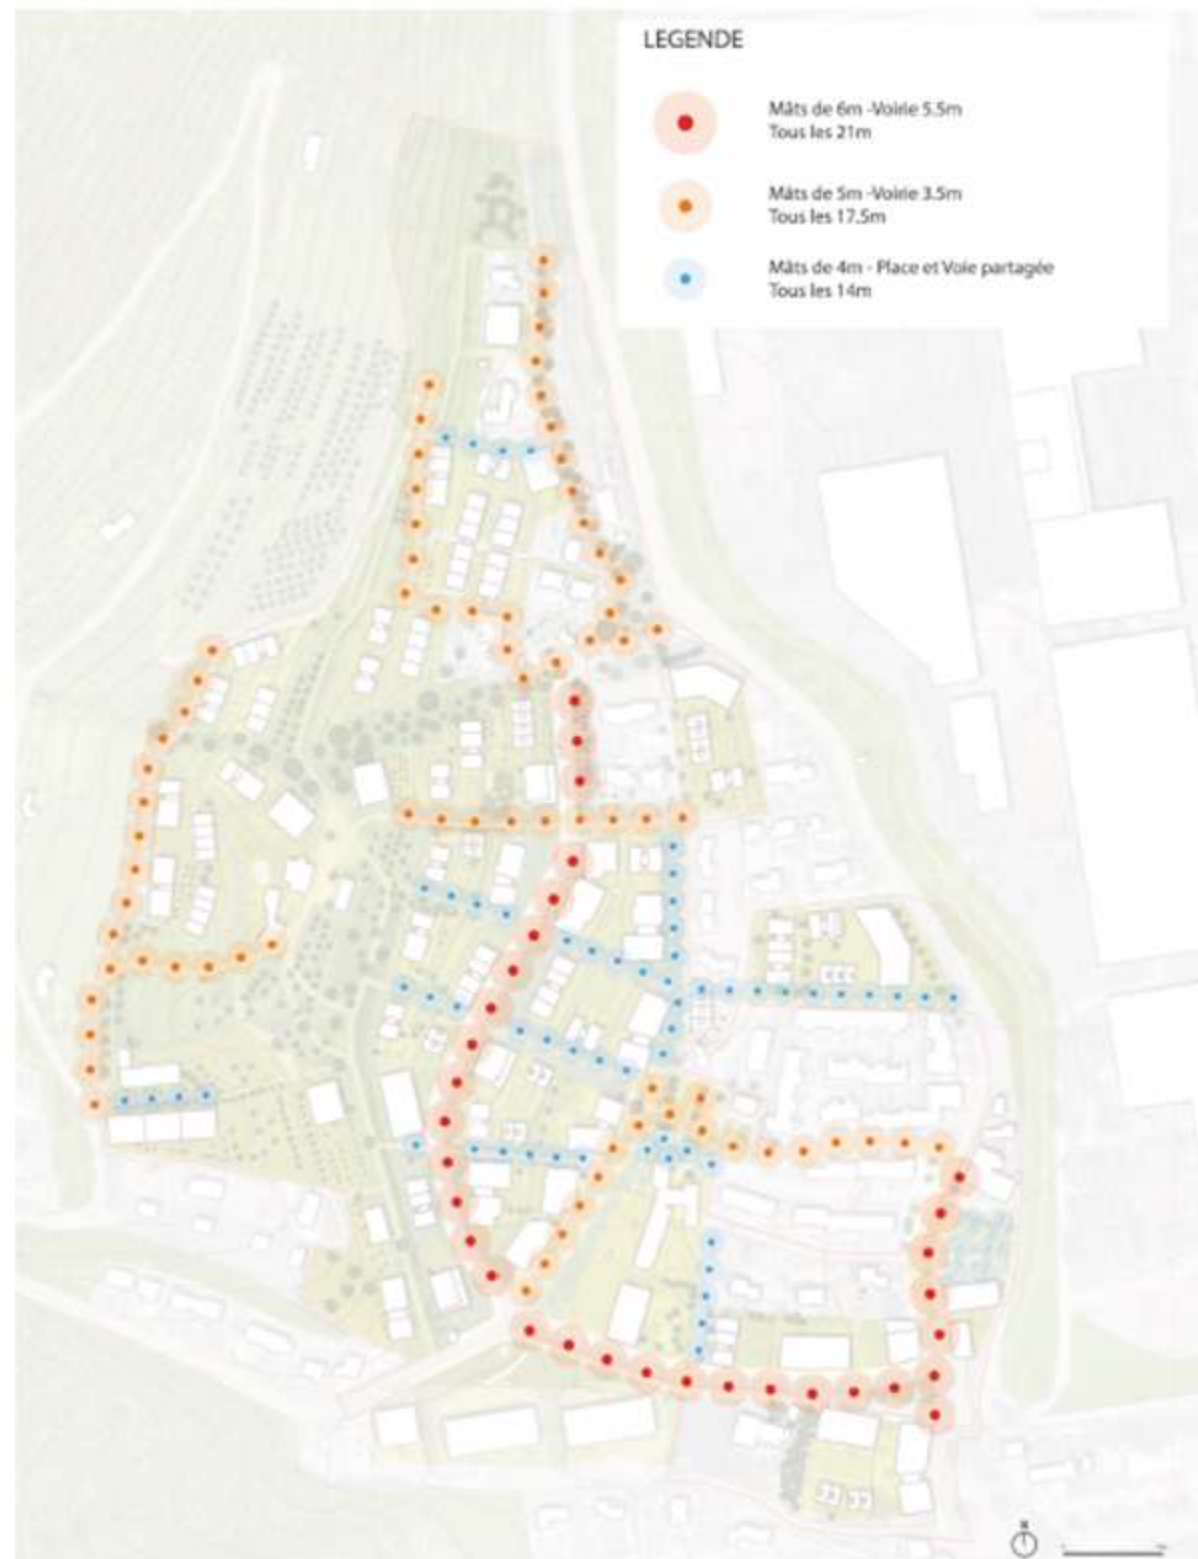 LEGENDE
Mâts de 6m -Voirie 5.5m
Tous les 21m
Mâts de 5m -Voirie 3.5m
Tous les 17.5m
Mâts de 4m - Place et Voie partagée
Tous les 14m